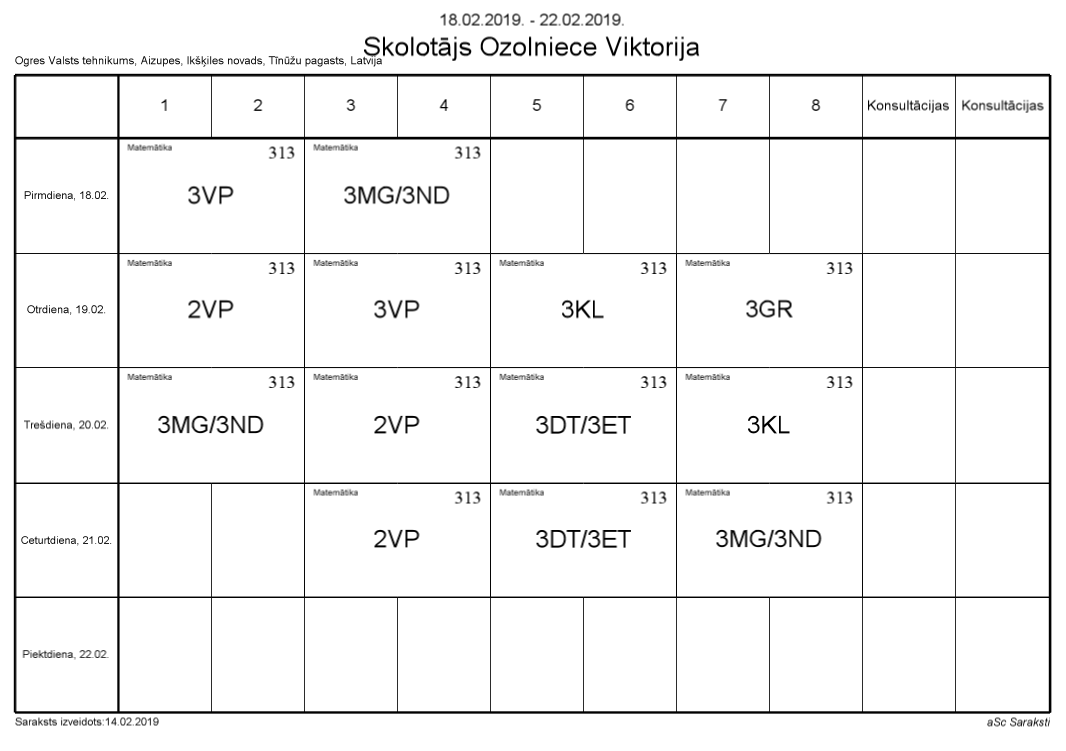 18.02.2019. - 22.02.2019.
Skolotājs Ozolniece Viktorija
Ogres Valsts tehnikums, Aizupes, Ikšķiles novads, Tīnūžu pagasts, Latvija
1 2 3 4 5 6 7 8 Konsultācijas Konsultācijas
Matemātika 313 Matemātika 313
Pirmdiena, 18.02. 3VP 3MG/3ND
Matemātika 313 Matemātika 313 Matemātika 313 Matemātika 313
Otrdiena, 19.02. 2VP 3VP 3KL 3GR
Matemātika 313 Matemātika 313 Matemātika 313 Matemātika 313
Trešdiena, 20.02. 3MG/3ND 2VP 3DT/3ET 3KL
Matemātika 313 Matemātika 313 Matemātika 313
Ceturtdiena, 21.02. 2VP 3DT/3ET 3MG/3ND
Piektdiena, 22.02.
Saraksts izveidots:14.02.2019 aSc Saraksti